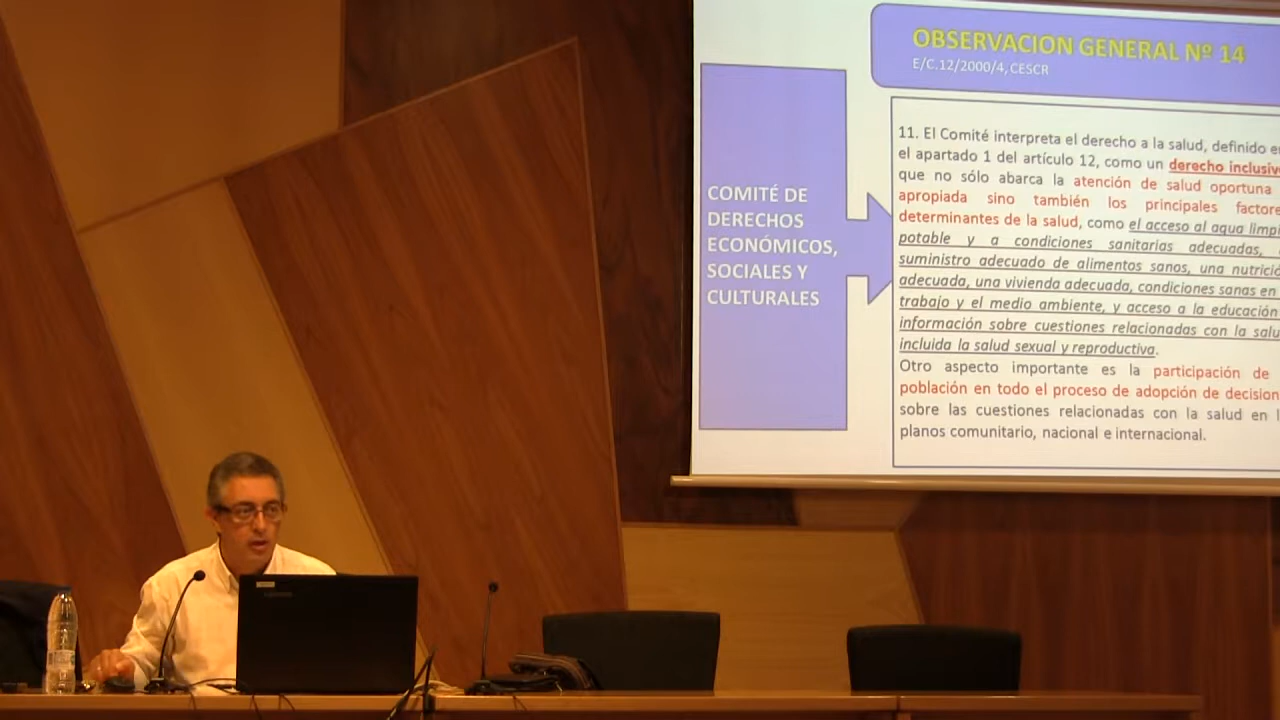 OBSERVACION GENERAL Nº 14
E/C.12/2000/4, CESCR
COMITÉ DE
DERECHOS
ECONÓMICOS,
SOCIALES Y
CULTURALES
11. El Comité interpreta el derecho a la salud, definido en
el apartado 1 del artículo 12, como un derecho inclusivo
que no sólo abarca la atención de salud oportuna
apropiada sino también los principales factore
determinantes de la salud, como el acceso al agua limpi
potable y a condiciones sanitarias adecuadas,
suministro adecuado de alimentos sanos, una nutrició
adecuada, una vivienda adecuada, condiciones sanas en
trabajo y el medio ambiente, y acceso a la educación
información sobre cuestiones relacionadas con la salu
incluida la salud sexual y reproductiva.
Otro aspecto importante es la participación de
población en todo el proceso de adopción de decision
sobre las cuestiones relacionadas con la salud en l
planos comunitario, nacional e internacional.